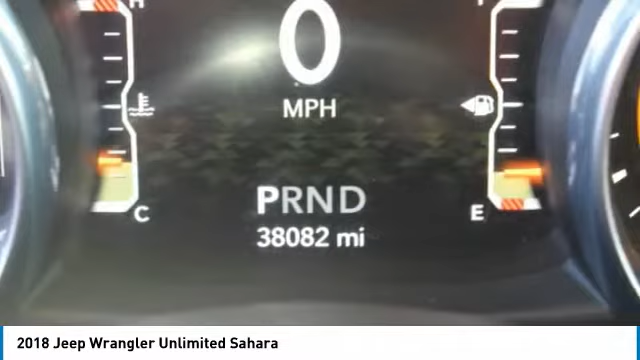 H F
0
MPH
PRND
C E
38082 mi
2018 Jeep Wrangler Unlimited Sahara